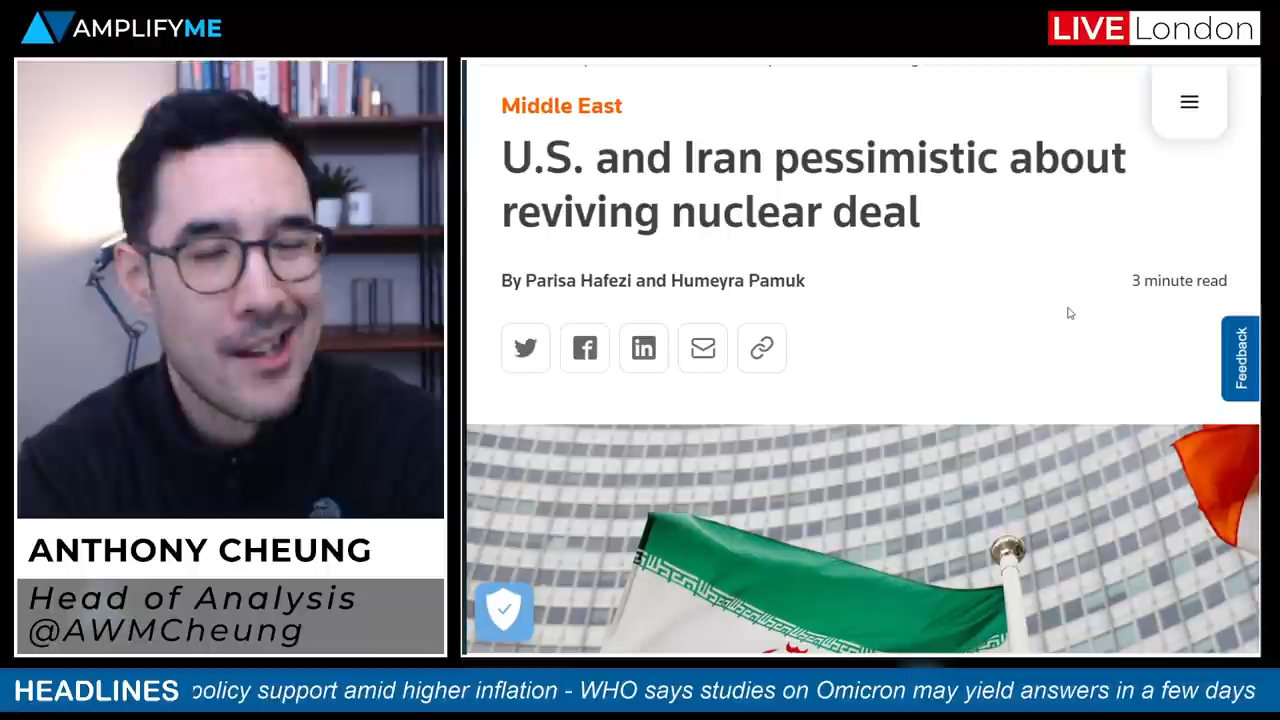 AMPLIFYME
LIVE London
Middle East
U.S. and Iran pessimistic about
reviving nuclear deal
By Parisa Hafezi and Humeyra Pamuk
3 minute read
Feedback
ANTHONY CHEUNG
Head of Analysis
@AWMCheung
HEADLINES policy support amid higher inflation - WHO says studies on Omicron may yield answers in a few days